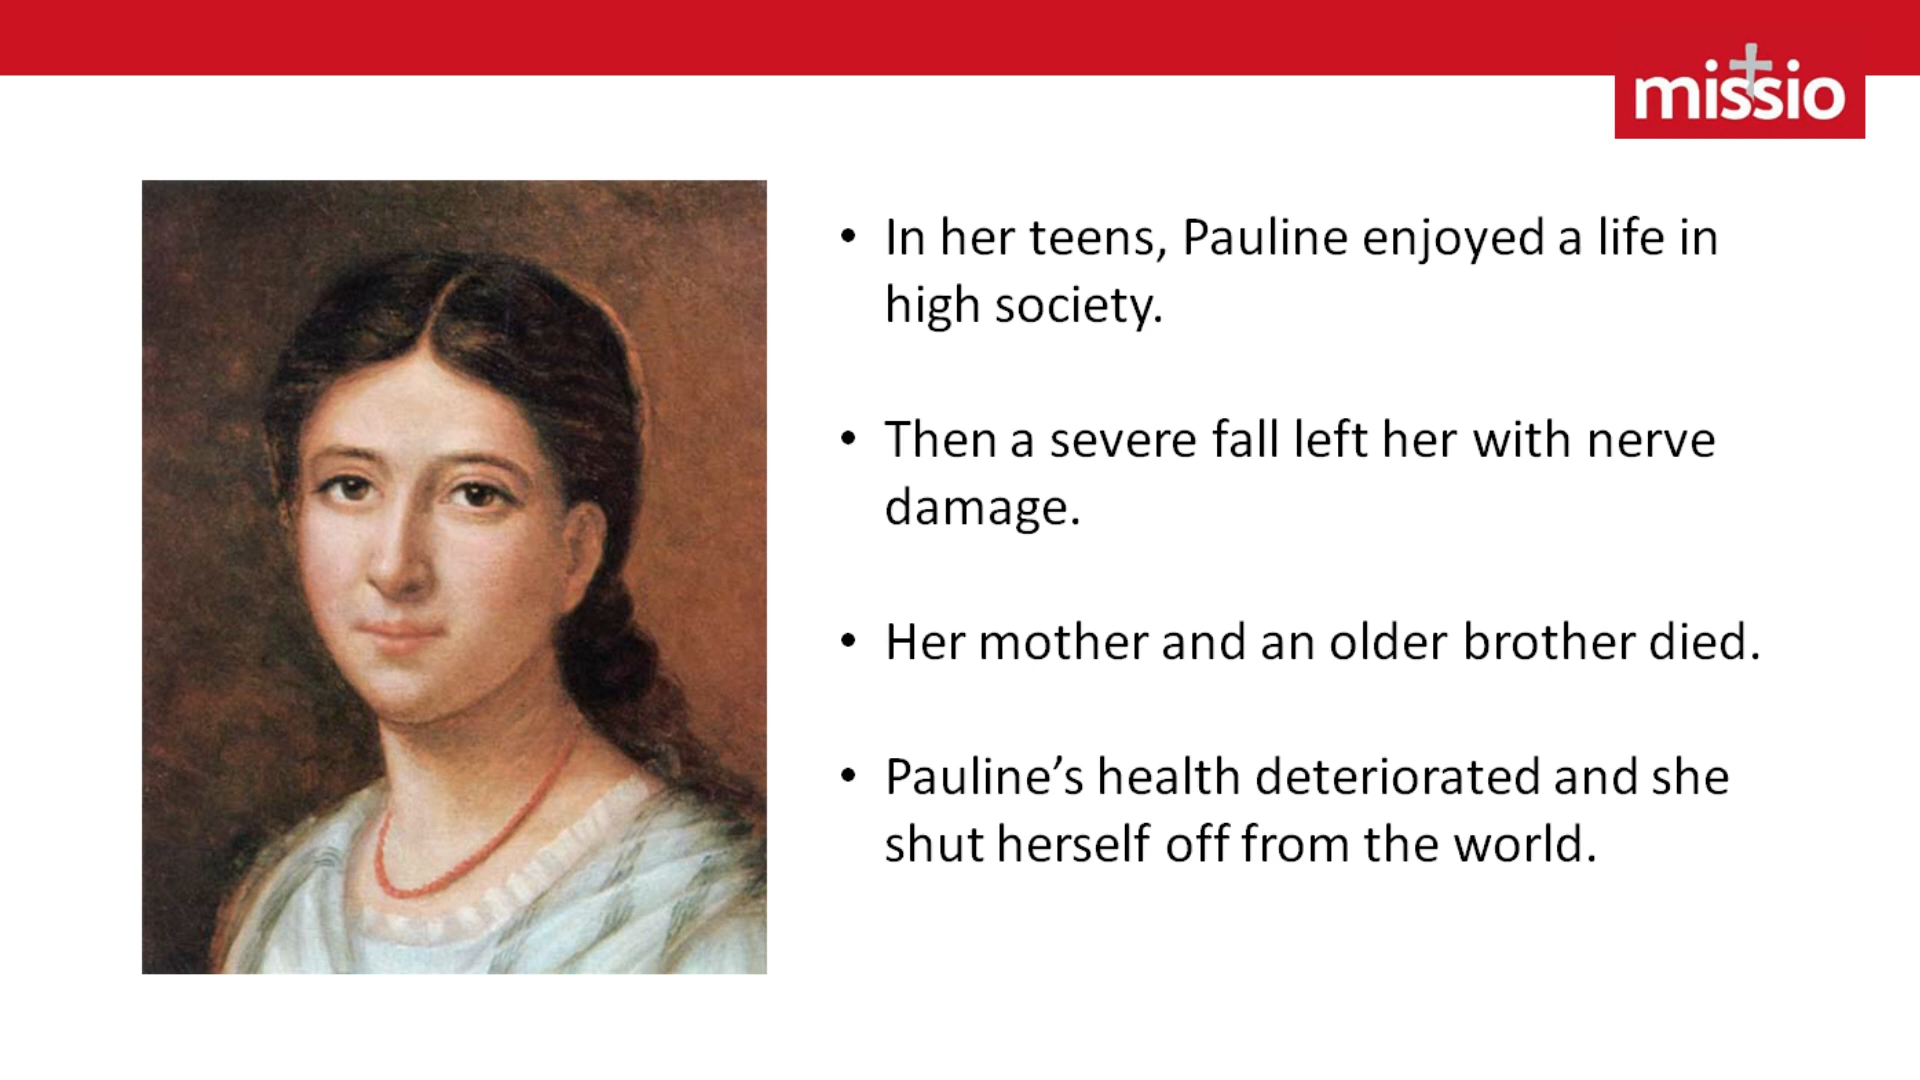 missio
• In her teens, Pauline enjoyed a life in
high society.
• Then a severe fall left her with nerve
damage.
• Her mother and an older brother died.
• Pauline’s health deteriorated and she
shut herself off from the world.